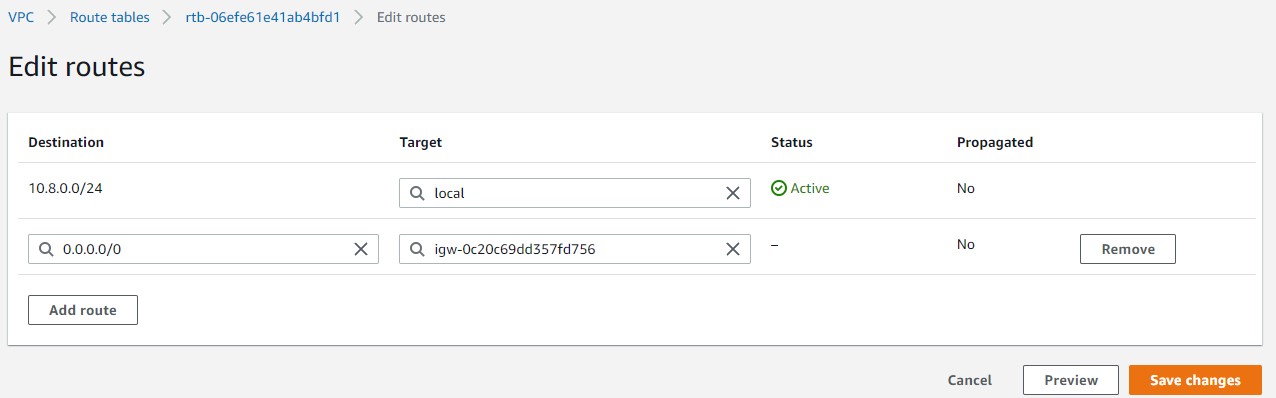 VPC > Route tables > rtb-06efe61e41ab4bfd1 > Edit routes
Edit routes
Destination Target Status Propagated
10.8.0.0/24 local Active No
0.0.0.0/0 igw-0c20c69dd357fd756 – No Remove
Add route
Cancel Preview Save changes